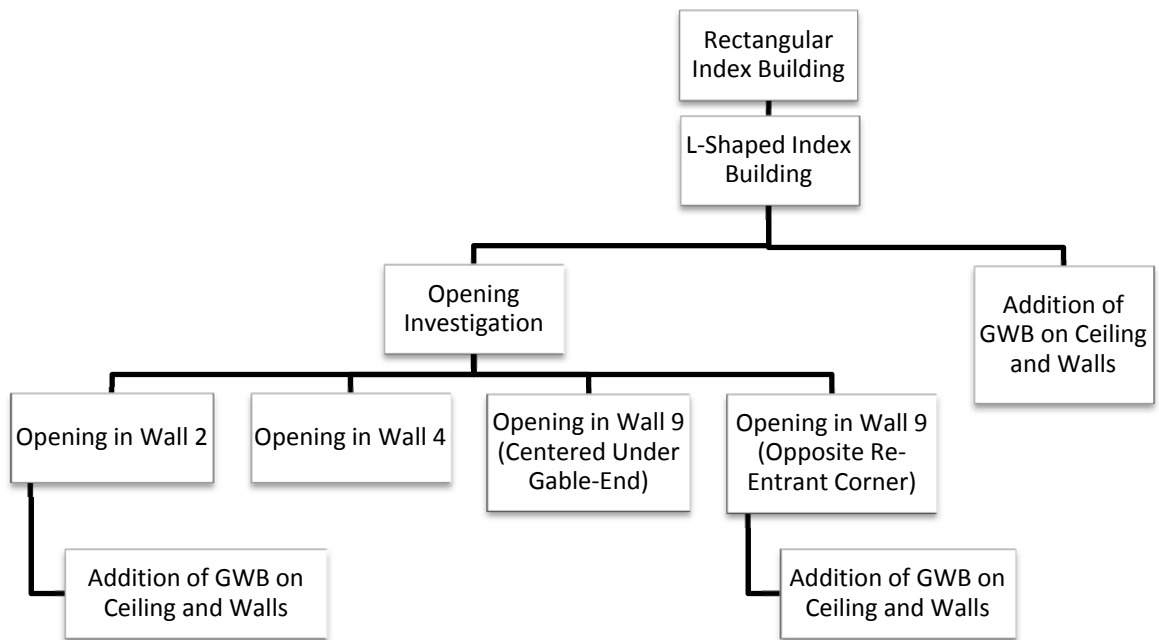 Rectangular
Index Building
L-Shaped Index
Building
Opening
Investigation
Addition of
GWB on Ceiling
and Walls
Opening in Wall 2
Opening in Wall 4
Opening in Wall 9
(Centered Under
Gable-End)
Opening in Wall 9
(Opposite Re-
Entrant Corner)
Addition of GWB on
Ceiling and Walls
Addition of GWB on
Ceiling and Walls